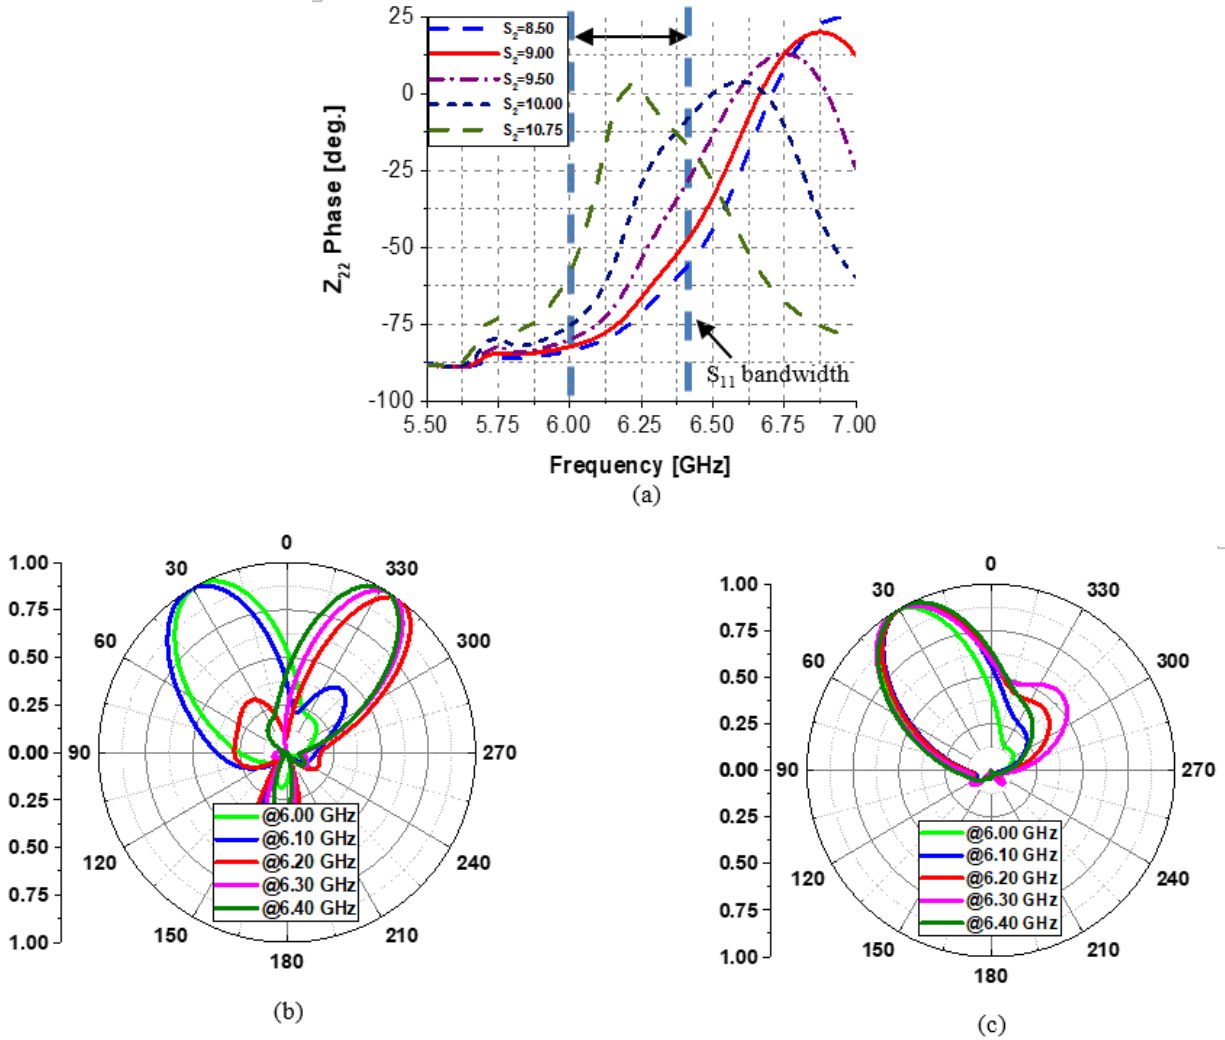 25
0
-25
-50
-75
-100
Z22 Phase [deg.]
S2=8.50
S2=9.00
S2=9.50
S2=10.00
S2=10.75
S11 bandwidth
5.50 5.75 6.00 6.25 6.50 6.75 7.00
Frequency [GHz]
(a)
1.00
0.75
0.50
0.25
0.00
0.25
0.50
0.75
1.00
0
30
330
60
300
90
270
120
240
150
210
180
@6.00 GHz
@6.10 GHz
@6.20 GHz
@6.30 GHz
@6.40 GHz
(b)
1.00
0.75
0.50
0.25
0.00
0.25
0.50
0.75
1.00
0
30
330
60
300
90
270
120
240
150
210
180
@6.00 GHz
@6.10 GHz
@6.20 GHz
@6.30 GHz
@6.40 GHz
(c)